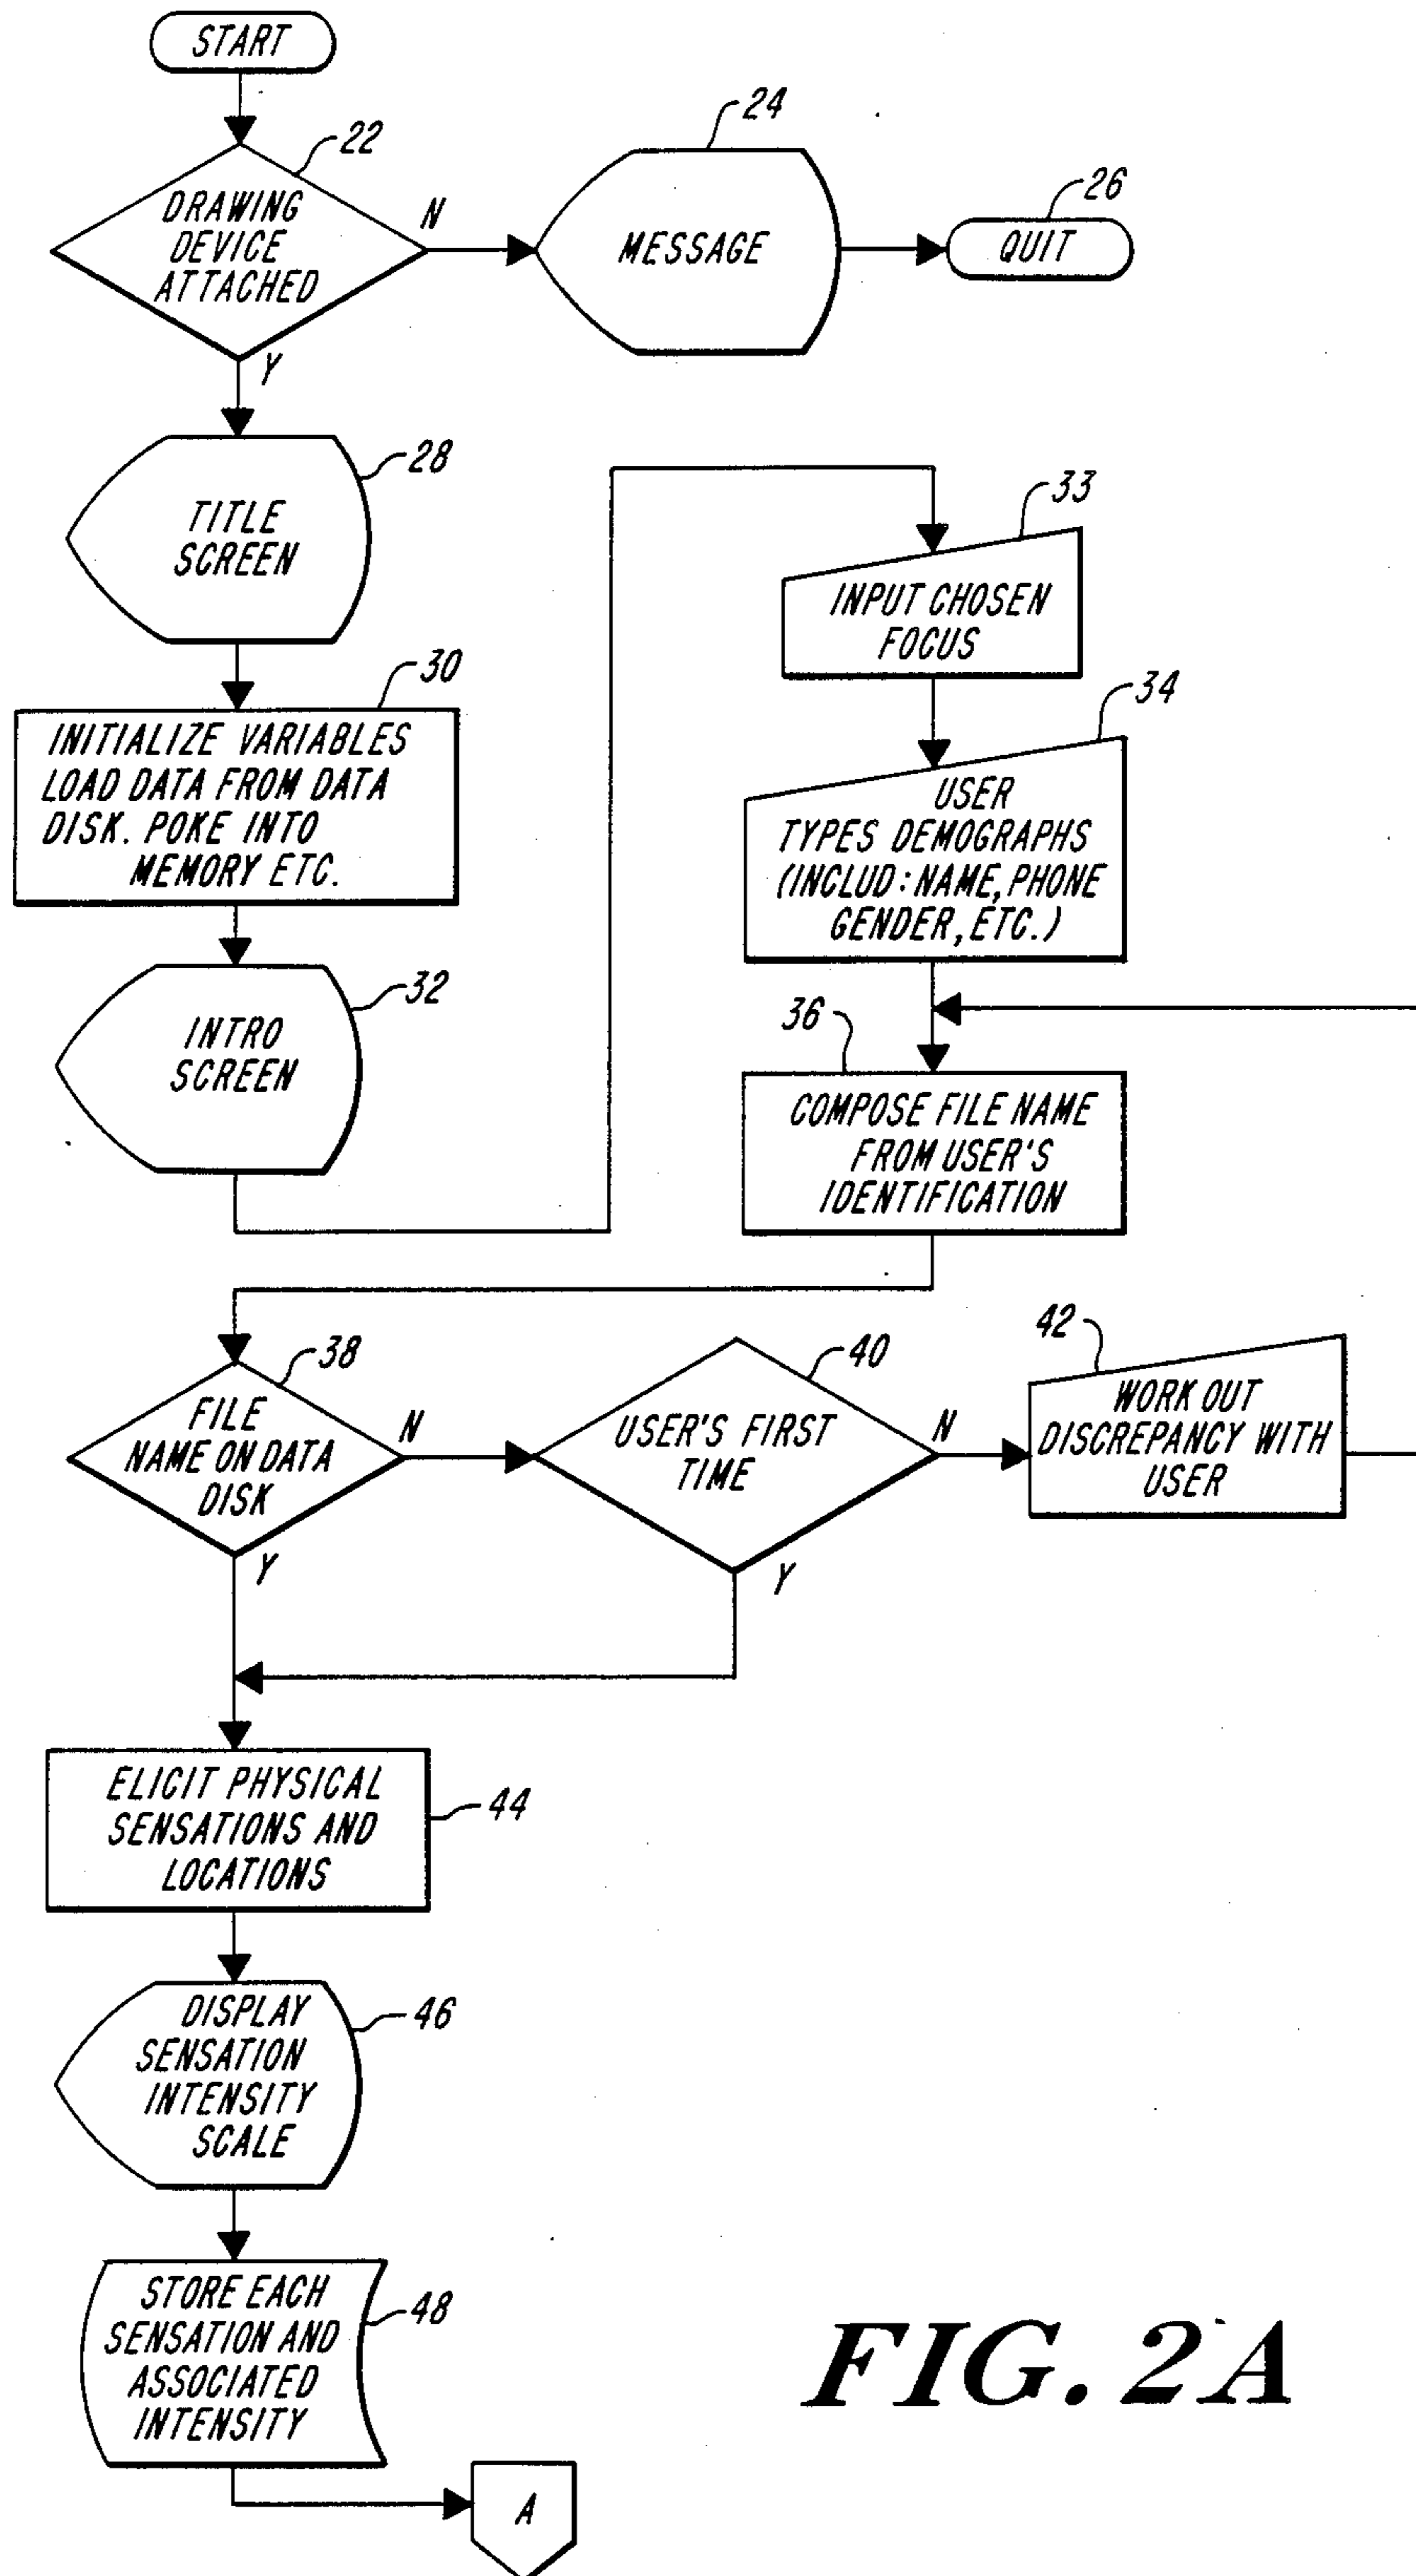 START
22
DRAWING
DEVICE
ATTACHED
N
24
MESSAGE
26
QUIT
Y
28
TITLE
SCREEN
30
INITIALIZE VARIABLES
LOAD DATA FROM DATA
DISK. POKE INTO
MEMORY ETC.
32
INTRO
SCREEN
33
INPUT CHOSEN
FOCUS
34
USER
TYPES DEMOGRAPHS
(INCLUD: NAME, PHONE
GENDER, ETC.)
36
COMPOSE FILE NAME
FROM USER'S
IDENTIFICATION
38
FILE
NAME ON DATA
DISK
N
40
USER'S FIRST
TIME
N
42
WORK OUT
DISCREPANCY WITH
USER
Y
Y
44
ELICIT PHYSICAL
SENSATIONS AND
LOCATIONS
46
DISPLAY
SENSATION
INTENSITY
SCALE
48
STORE EACH
SENSATION AND
ASSOCIATED
INTENSITY
A
FIG. 2A